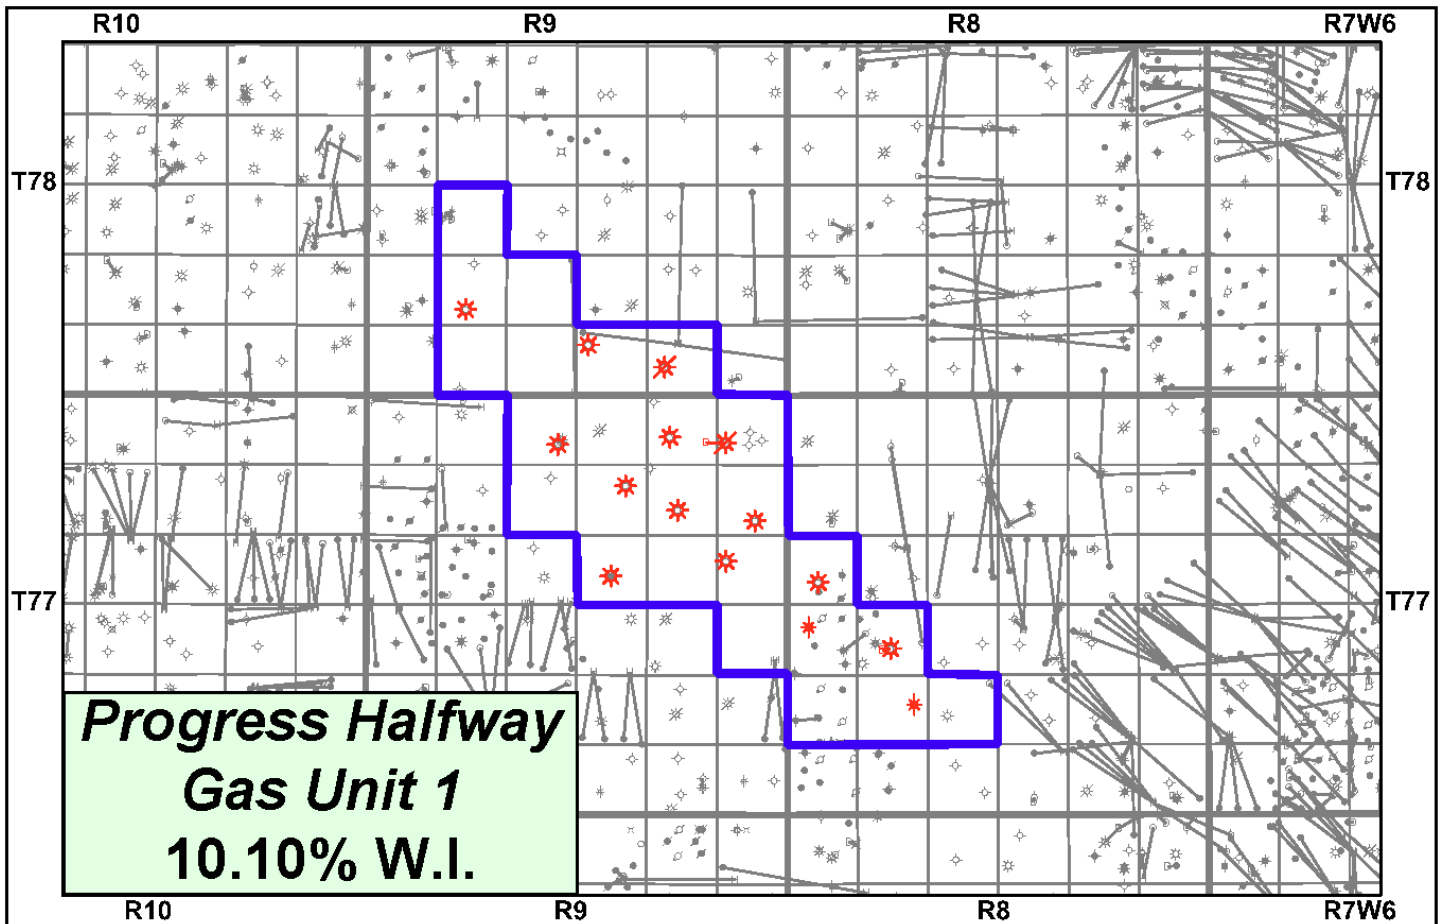 R10 R9 R8 R7W6
T78 T78
T77 T77
Progress Halfway
Gas Unit 1
10.10% W.I.
R10 R9 R8 R7W6